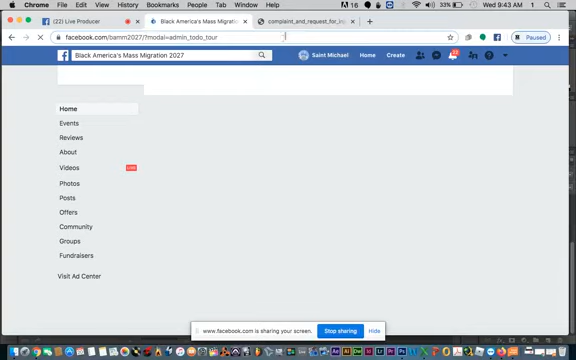 Chrome File Edit View History Bookmarks People Tab Window Help 16 33% Wed 9:43 AM 1
(22) Live Producer Black America's Mass Migration complaint_and_request_for_inj
facebook.com/bamm2027/?modal=admin_todo_tour Paused
Black America's Mass Migration 2027 Saint Michael Home Create
Home
Events
Reviews
About
Videos
Photos
Posts
Offers
Community
Groups
Fundraisers
Visit Ad Center
www.facebook.com is sharing your screen. Stop sharing Hide